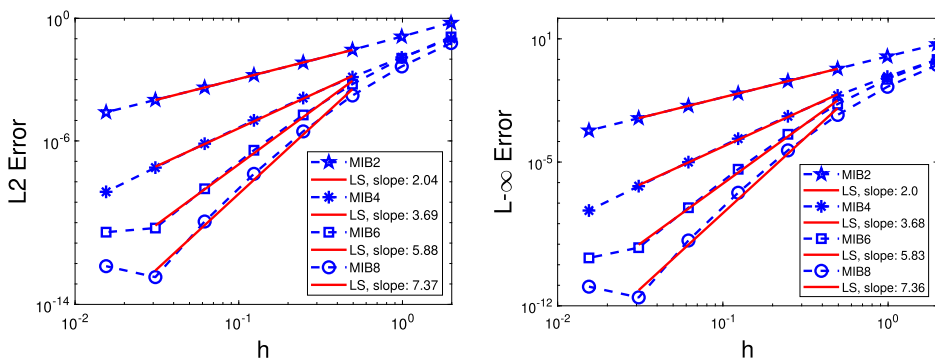 10^0
10^-6
10^-14
L2 Error
10^-2
10^-1
10^0
h
MIB2
LS, slope: 2.04
MIB4
LS, slope: 3.69
MIB6
LS, slope: 5.88
MIB8
LS, slope: 7.37
10^1
10^-5
10^-12
L-∞ Error
10^-2
10^-1
10^0
h
MIB2
LS, slope: 2.0
MIB4
LS, slope: 3.68
MIB6
LS, slope: 5.83
MIB8
LS, slope: 7.36